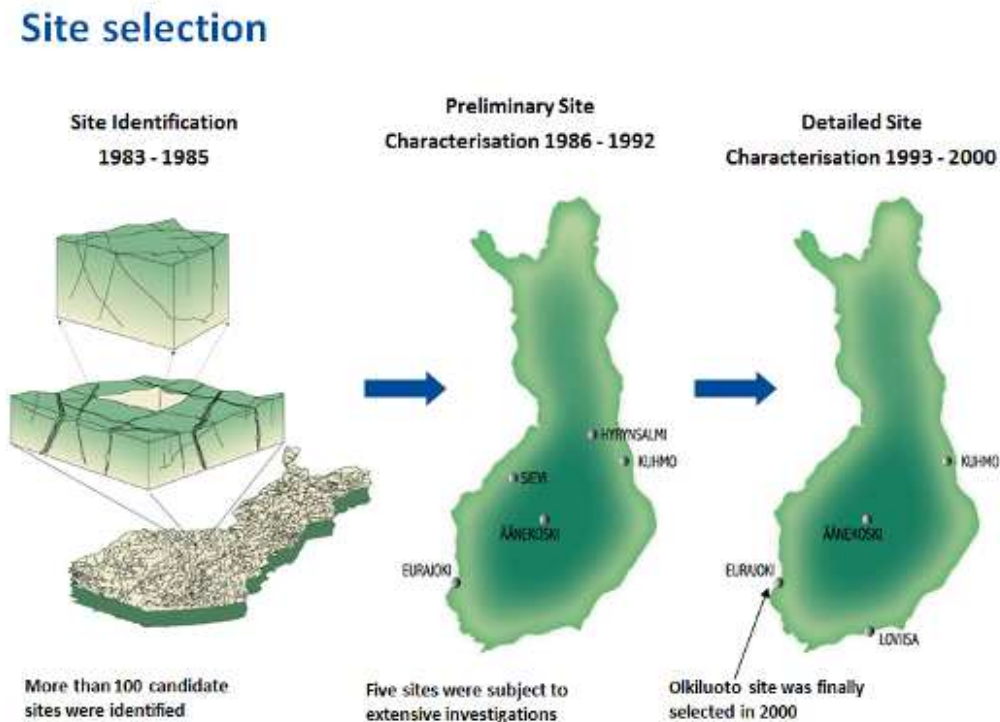 Site selection
Site Identification
1983 - 1985
Preliminary Site
Characterisation 1986 - 1992
Detailed Site
Characterisation 1993 - 2000
HYRYNSALMI
KUHMO
SIEVI
ÄÄNEKOSKI
EURAJOKI
KUHMO
ÄÄNEKOSKI
EURAJOKI
LOVIISA
More than 100 candidate
sites were identified
Five sites were subject to
extensive investigations
Olkiluoto site was finally
selected in 2000